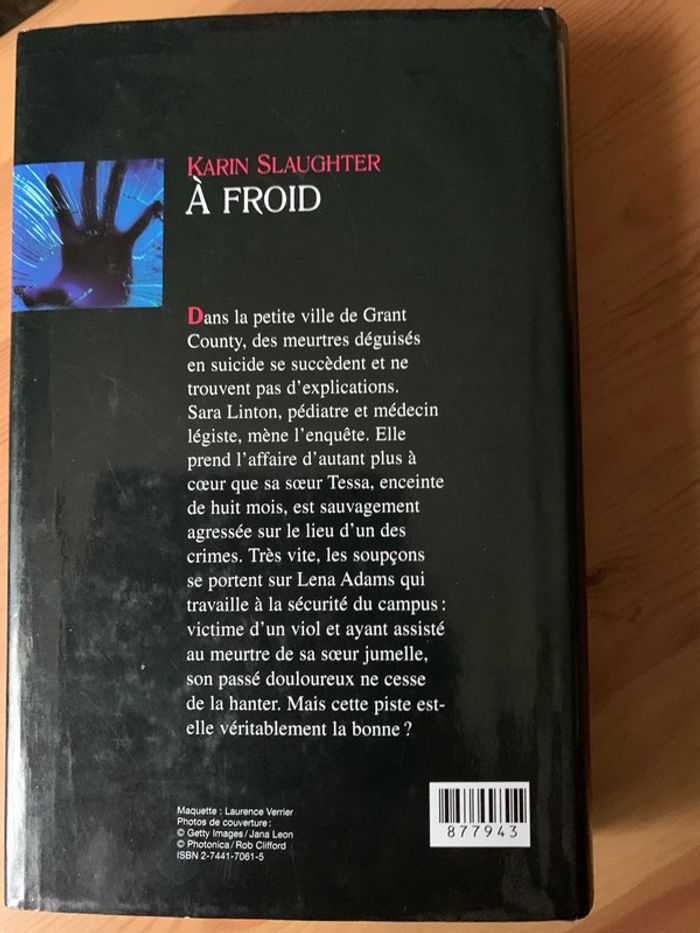 KARIN SLAUGHTER
À FROID
Dans la petite ville de Grant
County, des meurtres déguisés
en suicide se succèdent et ne
trouvent pas d'explications.
Sara Linton, pédiatre et médecin
légiste, mène l'enquête. Elle
prend l'affaire d'autant plus à
cœur que sa sœur Tessa, enceinte
de huit mois, est sauvagement
agressée sur le lieu d'un des
crimes. Très vite, les soupçons
se portent sur Lena Adams qui
travaille à la sécurité du campus :
victime d'un viol et ayant assisté
au meurtre de sa sœur jumelle,
son passé douloureux ne cesse
de la hanter. Mais cette piste est-
elle véritablement la bonne ?
Maquette : Laurence Verrier
Photos de couverture :
© Getty Images / Jana Leon
© Photonica / Rob Clifford
ISBN 2-7441-7061-5
877943